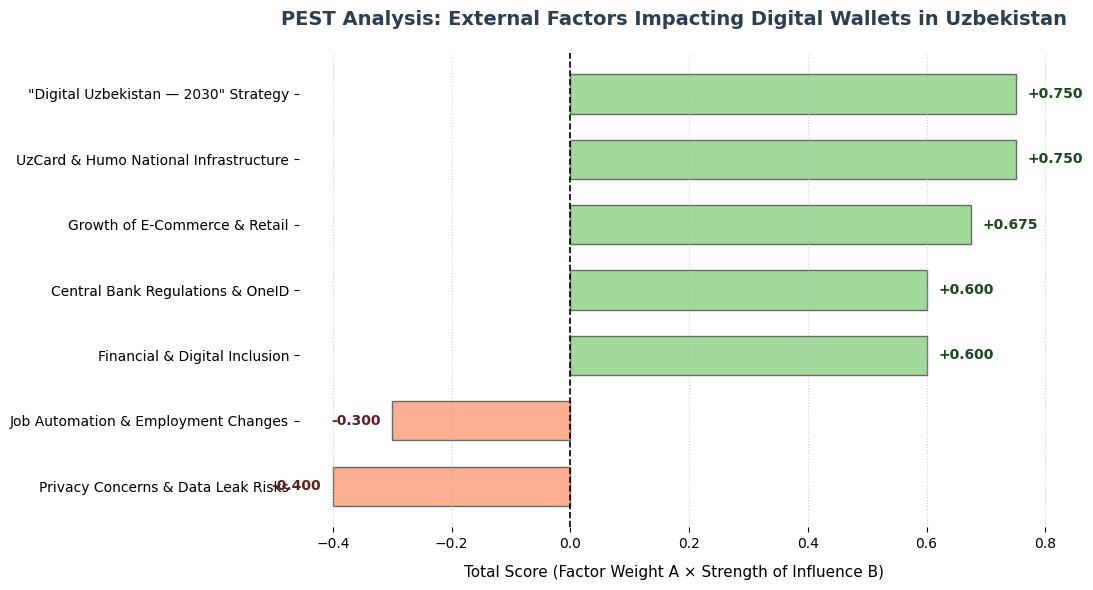 PEST Analysis: External Factors Impacting Digital Wallets in Uzbekistan
"Digital Uzbekistan — 2030" Strategy
+0.750
UzCard & Humo National Infrastructure
+0.750
Growth of E-Commerce & Retail
+0.675
Central Bank Regulations & OneID
+0.600
Financial & Digital Inclusion
+0.600
Job Automation & Employment Changes
-0.300
Privacy Concerns & Data Leak Risks
-0.400
−0.4 −0.2 0.0 0.2 0.4 0.6 0.8
Total Score (Factor Weight A × Strength of Influence B)